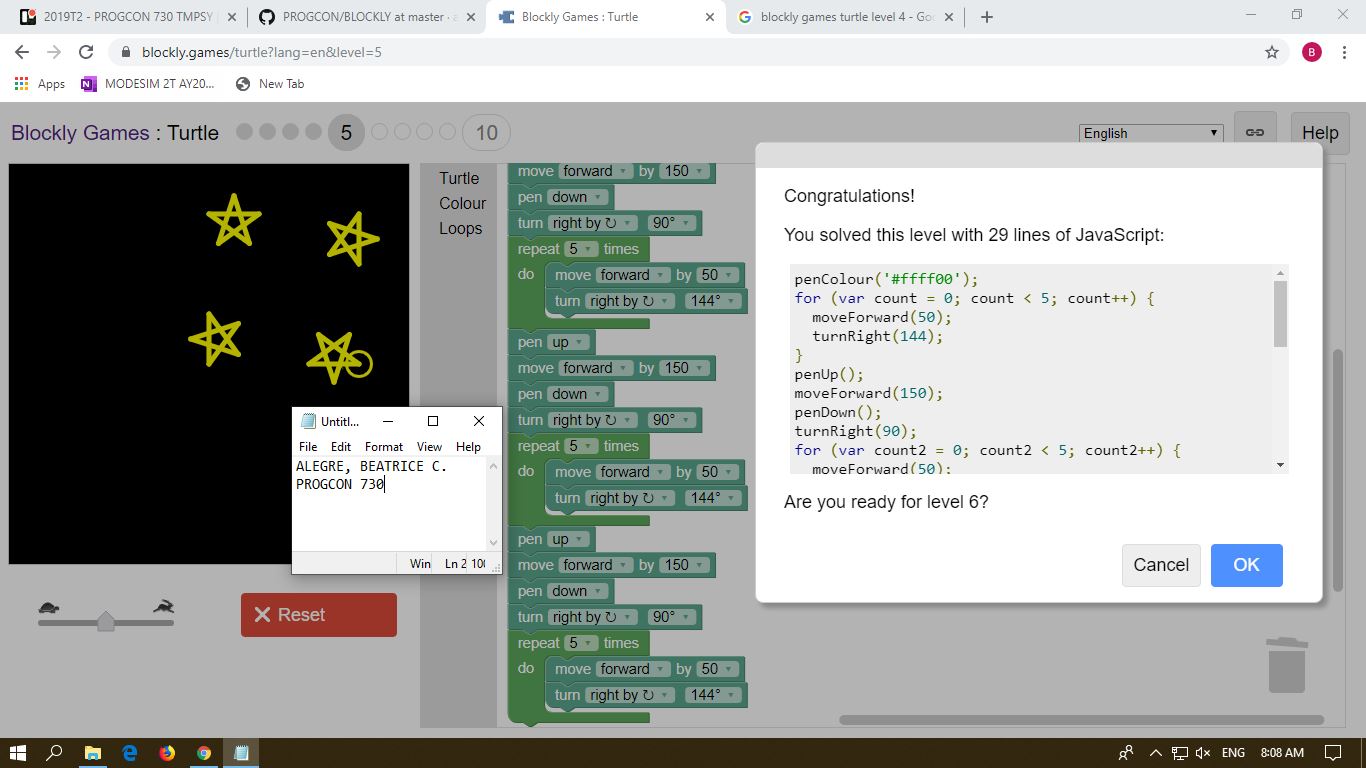 2019T2 - PROGCON 730 TMPSY
PROGCON/BLOCKLY at master · a
Blockly Games : Turtle
blockly games turtle level 4 - Goo
blockly.games/turtle?lang=en&level=5
B
Apps
MODESIM 2T AY20...
New Tab
Blockly Games : Turtle
5
10
English
Help
Turtle
Colour
Loops
move forward by 150
pen down
turn right by ↻ 90°
repeat 5 times
do move forward by 50
turn right by ↻ 144°
pen up
move forward by 150
pen down
turn right by ↻ 90°
repeat 5 times
do move forward by 50
turn right by ↻ 144°
pen up
move forward by 150
pen down
turn right by ↻ 90°
repeat 5 times
do move forward by 50
turn right by ↻ 144°
Reset
Untitl...
File Edit Format View Help
ALEGRE, BEATRICE C.
PROGCON 730
Win Ln 2 100
Congratulations!
You solved this level with 29 lines of JavaScript:
penColour('#ffff00');
for (var count = 0; count < 5; count++) {
moveForward(50);
turnRight(144);
}
penUp();
moveForward(150);
penDown();
turnRight(90);
for (var count2 = 0; count2 < 5; count2++) {
moveForward(50);
Are you ready for level 6?
Cancel
OK
ENG
8:08 AM